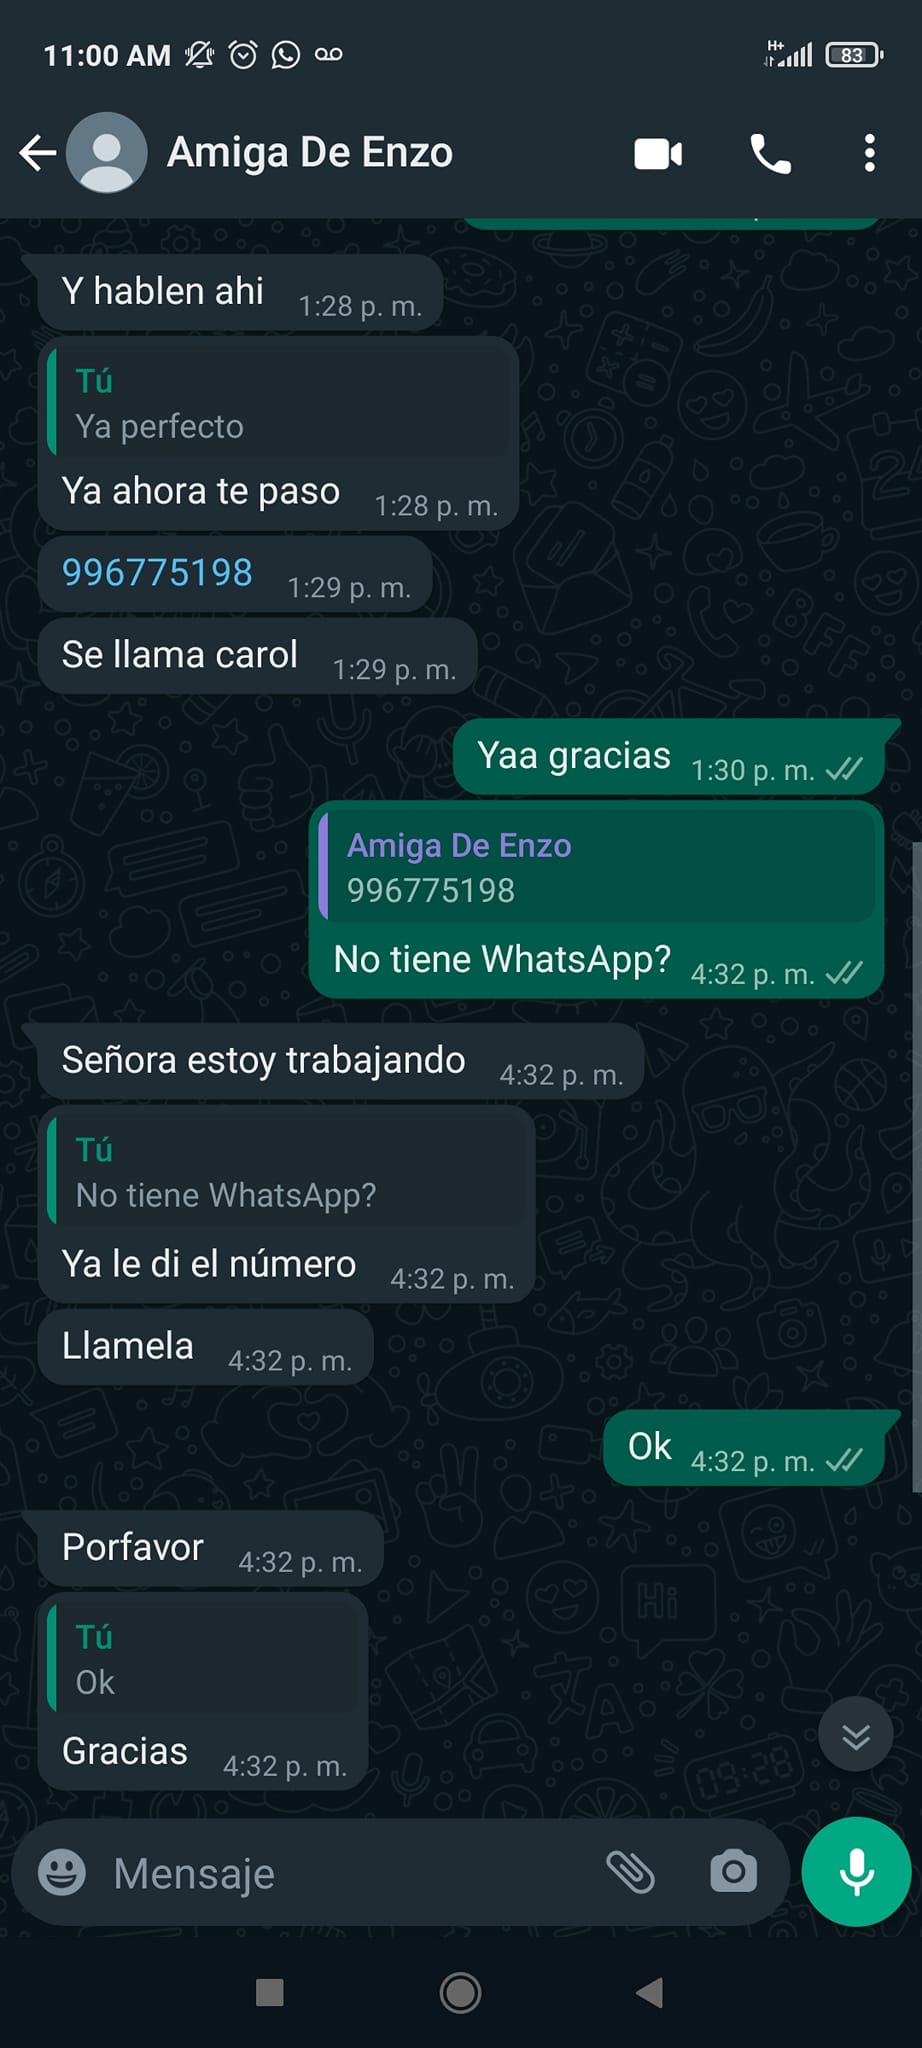 11:00 AM
H+
83
Amiga De Enzo
Y hablen ahi 1:28 p. m.
Tú
Ya perfecto
Ya ahora te paso 1:28 p. m.
996775198 1:29 p. m.
Se llama carol 1:29 p. m.
Yaa gracias 1:30 p. m.
Amiga De Enzo
996775198
No tiene WhatsApp? 4:32 p. m.
Señora estoy trabajando 4:32 p. m.
Tú
No tiene WhatsApp?
Ya le di el número 4:32 p. m.
Llamela 4:32 p. m.
Ok 4:32 p. m.
Porfavor 4:32 p. m.
Tú
Ok
Gracias 4:32 p. m.
Mensaje